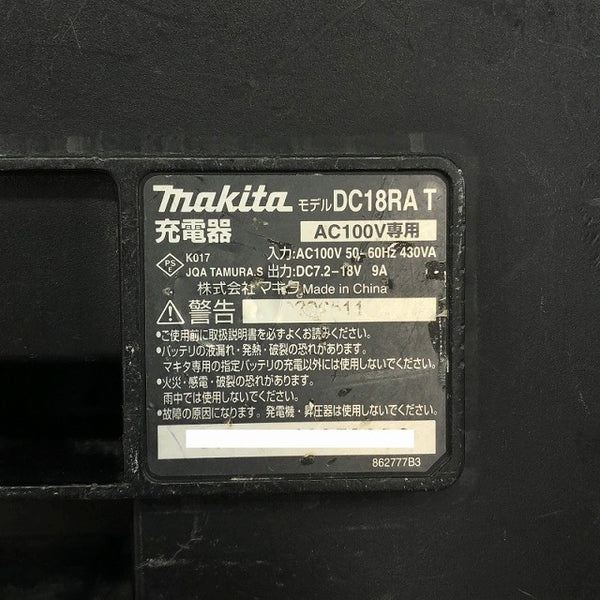 makita モデル DC18RA T
充電器 AC100V専用
PS E K017 入力:AC100V 50-60Hz 430VA
JQA TAMURA.S 出力:DC7.2-18V 9A
株式会社マキタ Made in China
警告
•ご使用前に取扱説明書を必ずよくお読みください。
•バッテリの液漏れ・発熱・破裂の恐れがあります。
マキタ専用の指定バッテリの充電以外には使用しないでください。
•火災・感電・破裂の恐れがあります。
雨中では使用しないでください。
•故障の原因になります。発電機・昇圧器は使用しないでください。
862777B3